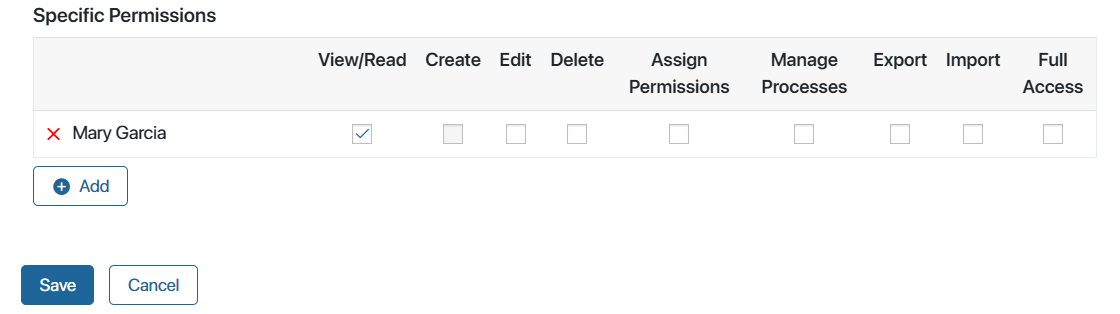 Specific Permissions
View/Read Create Edit Delete Assign Permissions Manage Processes Export Import Full Access
Mary Garcia
Add
Save Cancel